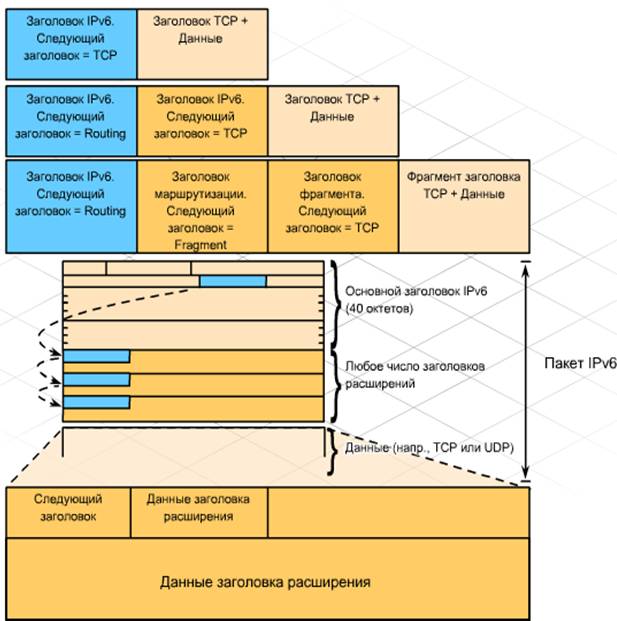 Заголовок IPv6.
Следующий
заголовок = TCP
Заголовок TCP +
Данные
Заголовок IPv6.
Следующий
заголовок = Routing
Заголовок IPv6.
Следующий
заголовок = TCP
Заголовок TCP +
Данные
Заголовок IPv6.
Следующий
заголовок = Routing
Заголовок
маршрутизации.
Следующий
заголовок =
Fragment
Заголовок
фрагмента.
Следующий
заголовок = TCP
Фрагмент заголовка
TCP + Данные
Основной заголовок IPv6
(40 октетов)
Любое число заголовков
расширений
Пакет IPv6
Данные (напр., TCP или UDP)
Следующий
заголовок
Данные заголовка
расширения
Данные заголовка расширения